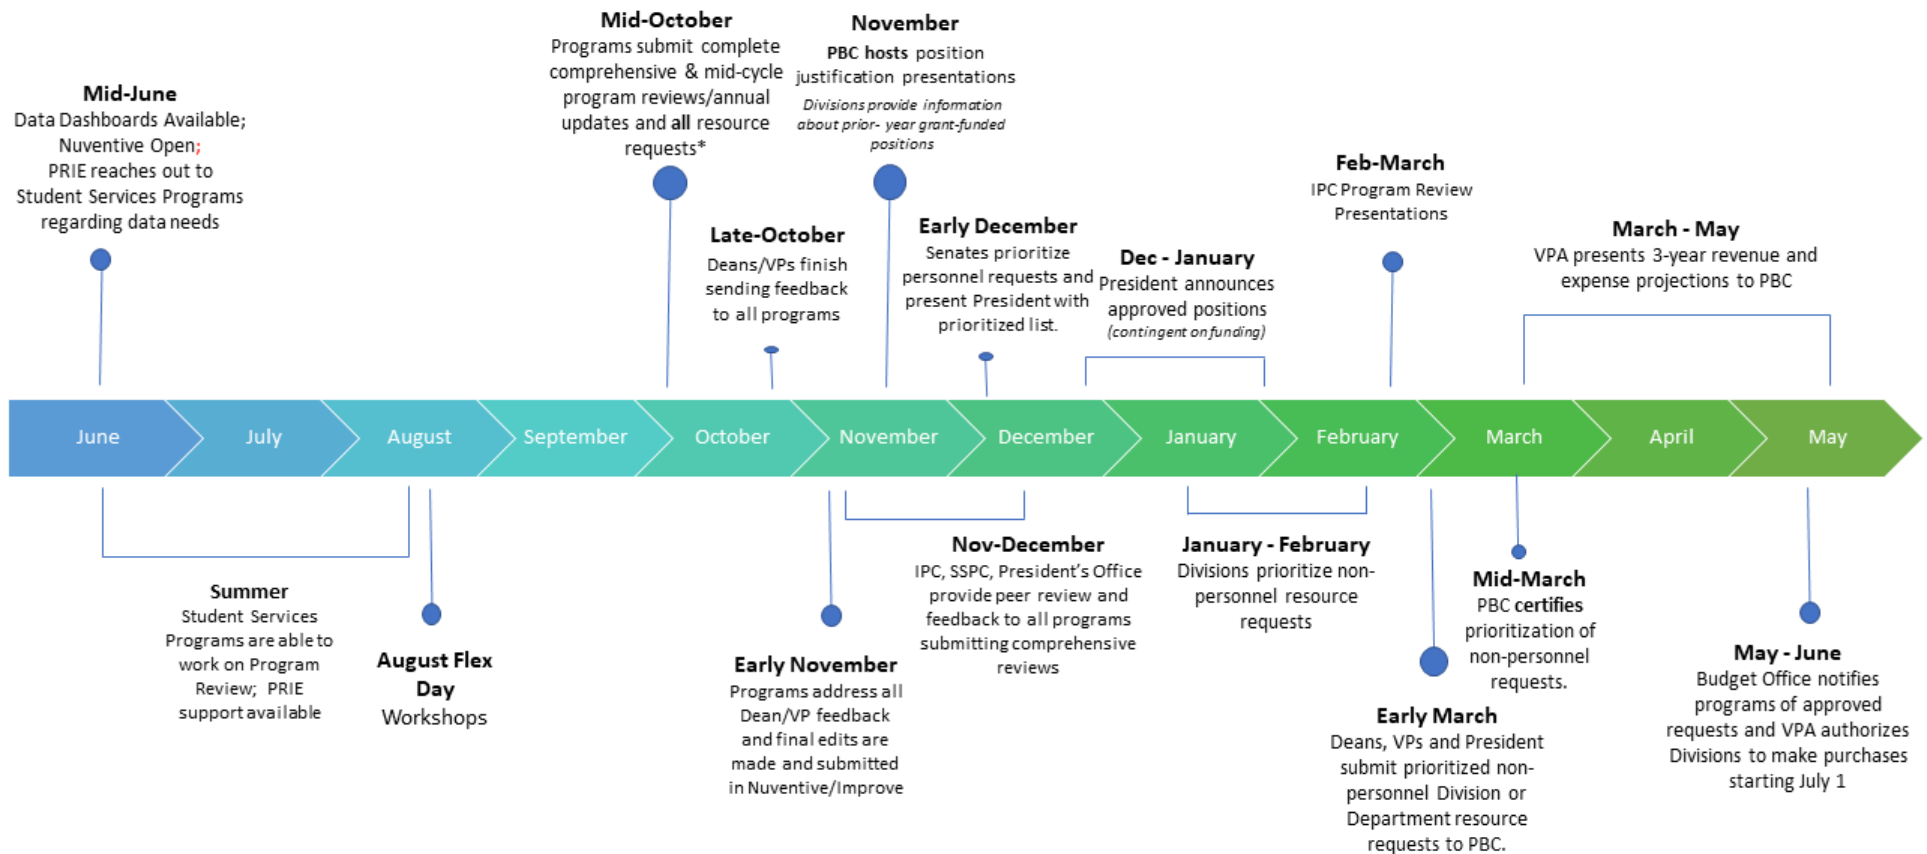 Mid-June
Data Dashboards Available;
Nuventive Open;
PRIE reaches out to
Student Services Programs
regarding data needs
Mid-October
Programs submit complete
comprehensive & mid-cycle
program reviews/annual
updates and all resource
requests*
Late-October
Deans/VPs finish
sending feedback
to all programs
November
PBC hosts position
justification presentations
Divisions provide information
about prior- year grant-funded
positions
Early December
Senates prioritize
personnel requests and
present President with
prioritized list.
Dec - January
President announces
approved positions
(contingent on funding)
Feb-March
IPC Program Review
Presentations
March - May
VPA presents 3-year revenue and
expense projections to PBC
June
July
August
September
October
November
December
January
February
March
April
May
Summer
Student Services
Programs are able to
work on Program
Review; PRIE
support available
August Flex
Day
Workshops
Early November
Programs address all
Dean/VP feedback
and final edits are
made and submitted
in Nuventive/Improve
Nov-December
IPC, SSPC, President's Office
provide peer review and
feedback to all programs
submitting comprehensive
reviews
January - February
Divisions prioritize non-
personnel resource
requests
Early March
Deans, VPs and President
submit prioritized non-
personnel Division or
Department resource
requests to PBC.
Mid-March
PBC certifies
prioritization of
non-personnel
requests.
May - June
Budget Office notifies
programs of approved
requests and VPA authorizes
Divisions to make purchases
starting July 1